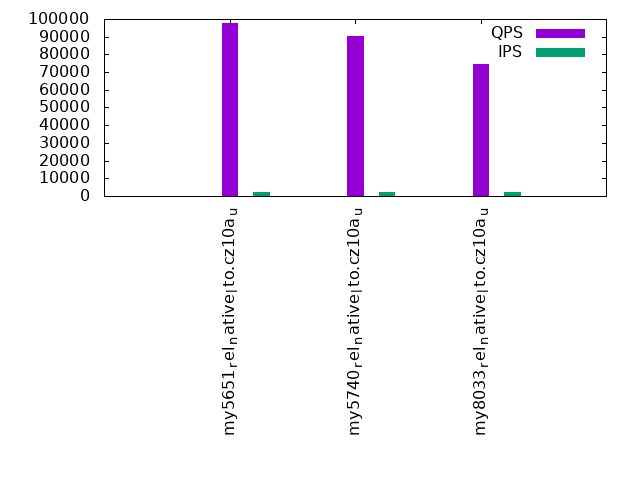 100000
90000
80000
70000
60000
50000
40000
30000
20000
10000
0
QPS
IPS
my5651relnativelto.cz10au
my5740relnativelto.cz10au
my8033relnativelto.cz10au